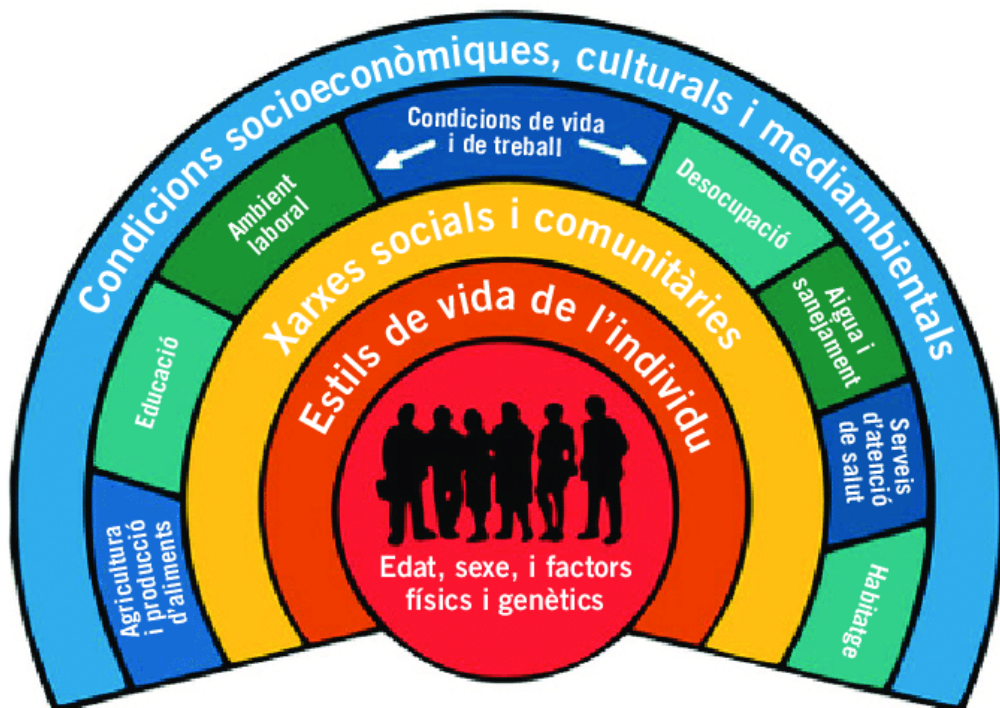 Condicions socioeconòmiques, culturals i mediambientals
Condicions de vida
i de treball
Agricultura
i producció
d'aliments
Educació
Ambient
laboral
Desocupació
Aigua i
sanejament
Serveis
d'atenció
de salut
Habitatge
Xarxes socials i comunitàries
Estils de vida de l'individu
Edat, sexe, i factors
físics i genètics